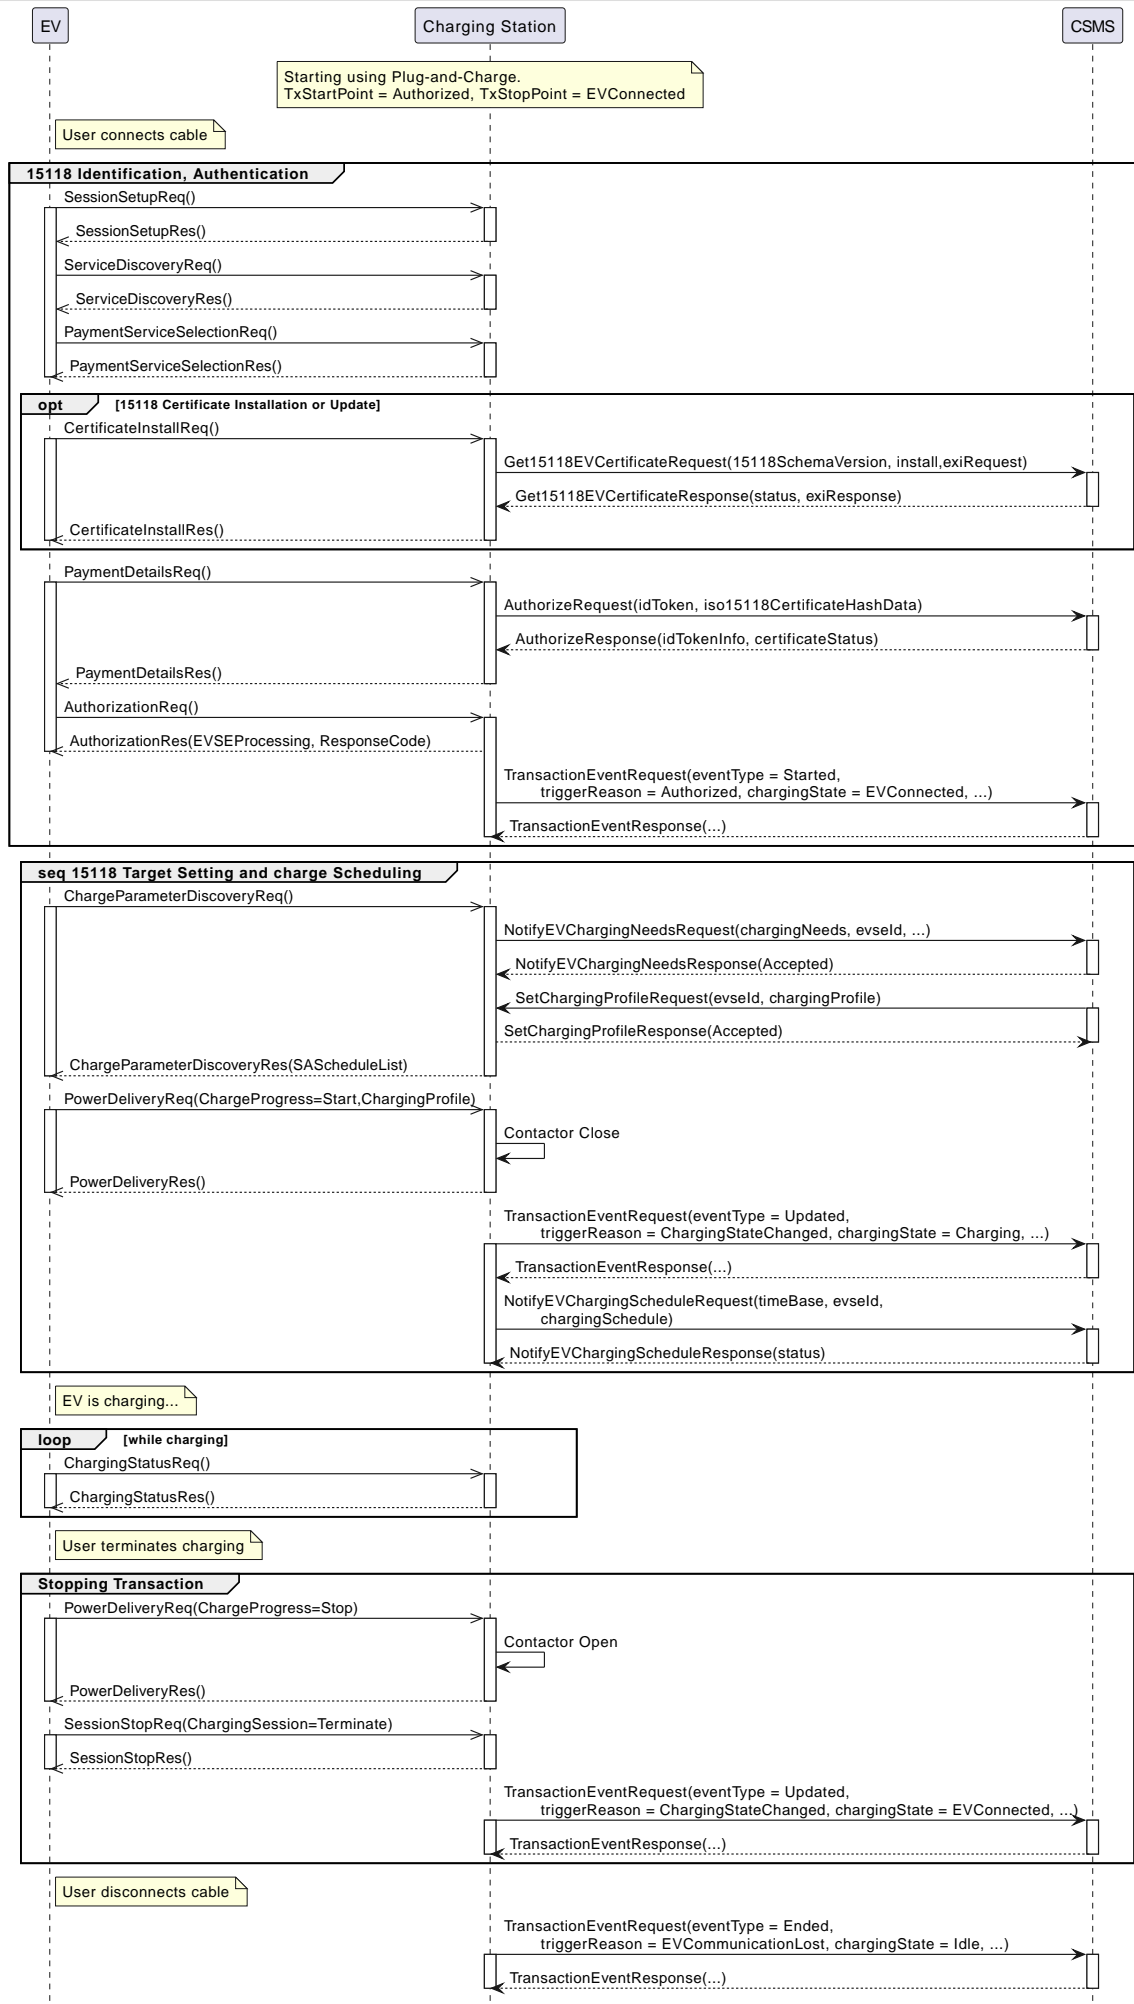 EV
Charging Station
CSMS
Starting using Plug-and-Charge.
TxStartPoint = Authorized, TxStopPoint = EVConnected
User connects cable
15118 Identification, Authentication
SessionSetupReq()
SessionSetupRes()
ServiceDiscoveryReq()
ServiceDiscoveryRes()
PaymentServiceSelectionReq()
PaymentServiceSelectionRes()
opt [15118 Certificate Installation or Update]
CertificateInstallReq()
Get15118EVCertificateRequest(15118SchemaVersion, install,exiRequest)
Get15118EVCertificateResponse(status, exiResponse)
CertificateInstallRes()
PaymentDetailsReq()
AuthorizeRequest(idToken, iso15118CertificateHashData)
AuthorizeResponse(idTokenInfo, certificateStatus)
PaymentDetailsRes()
AuthorizationReq()
AuthorizationRes(EVSEProcessing, ResponseCode)
TransactionEventRequest(eventType = Started,
triggerReason = Authorized, chargingState = EVConnected, ...)
TransactionEventResponse(...)
seq 15118 Target Setting and charge Scheduling
ChargeParameterDiscoveryReq()
NotifyEVChargingNeedsRequest(chargingNeeds, evseId, ...)
NotifyEVChargingNeedsResponse(Accepted)
SetChargingProfileRequest(evseId, chargingProfile)
SetChargingProfileResponse(Accepted)
ChargeParameterDiscoveryRes(SAScheduleList)
PowerDeliveryReq(ChargeProgress=Start,ChargingProfile)
Contactor Close
PowerDeliveryRes()
TransactionEventRequest(eventType = Updated,
triggerReason = ChargingStateChanged, chargingState = Charging, ...)
TransactionEventResponse(...)
NotifyEVChargingScheduleRequest(timeBase, evseId,
chargingSchedule)
NotifyEVChargingScheduleResponse(status)
EV is charging...
loop [while charging]
ChargingStatusReq()
ChargingStatusRes()
User terminates charging
Stopping Transaction
PowerDeliveryReq(ChargeProgress=Stop)
Contactor Open
PowerDeliveryRes()
SessionStopReq(ChargingSession=Terminate)
SessionStopRes()
TransactionEventRequest(eventType = Updated,
triggerReason = ChargingStateChanged, chargingState = EVConnected, ...)
TransactionEventResponse(...)
User disconnects cable
TransactionEventRequest(eventType = Ended,
triggerReason = EVCommunicationLost, chargingState = Idle, ...)
TransactionEventResponse(...)